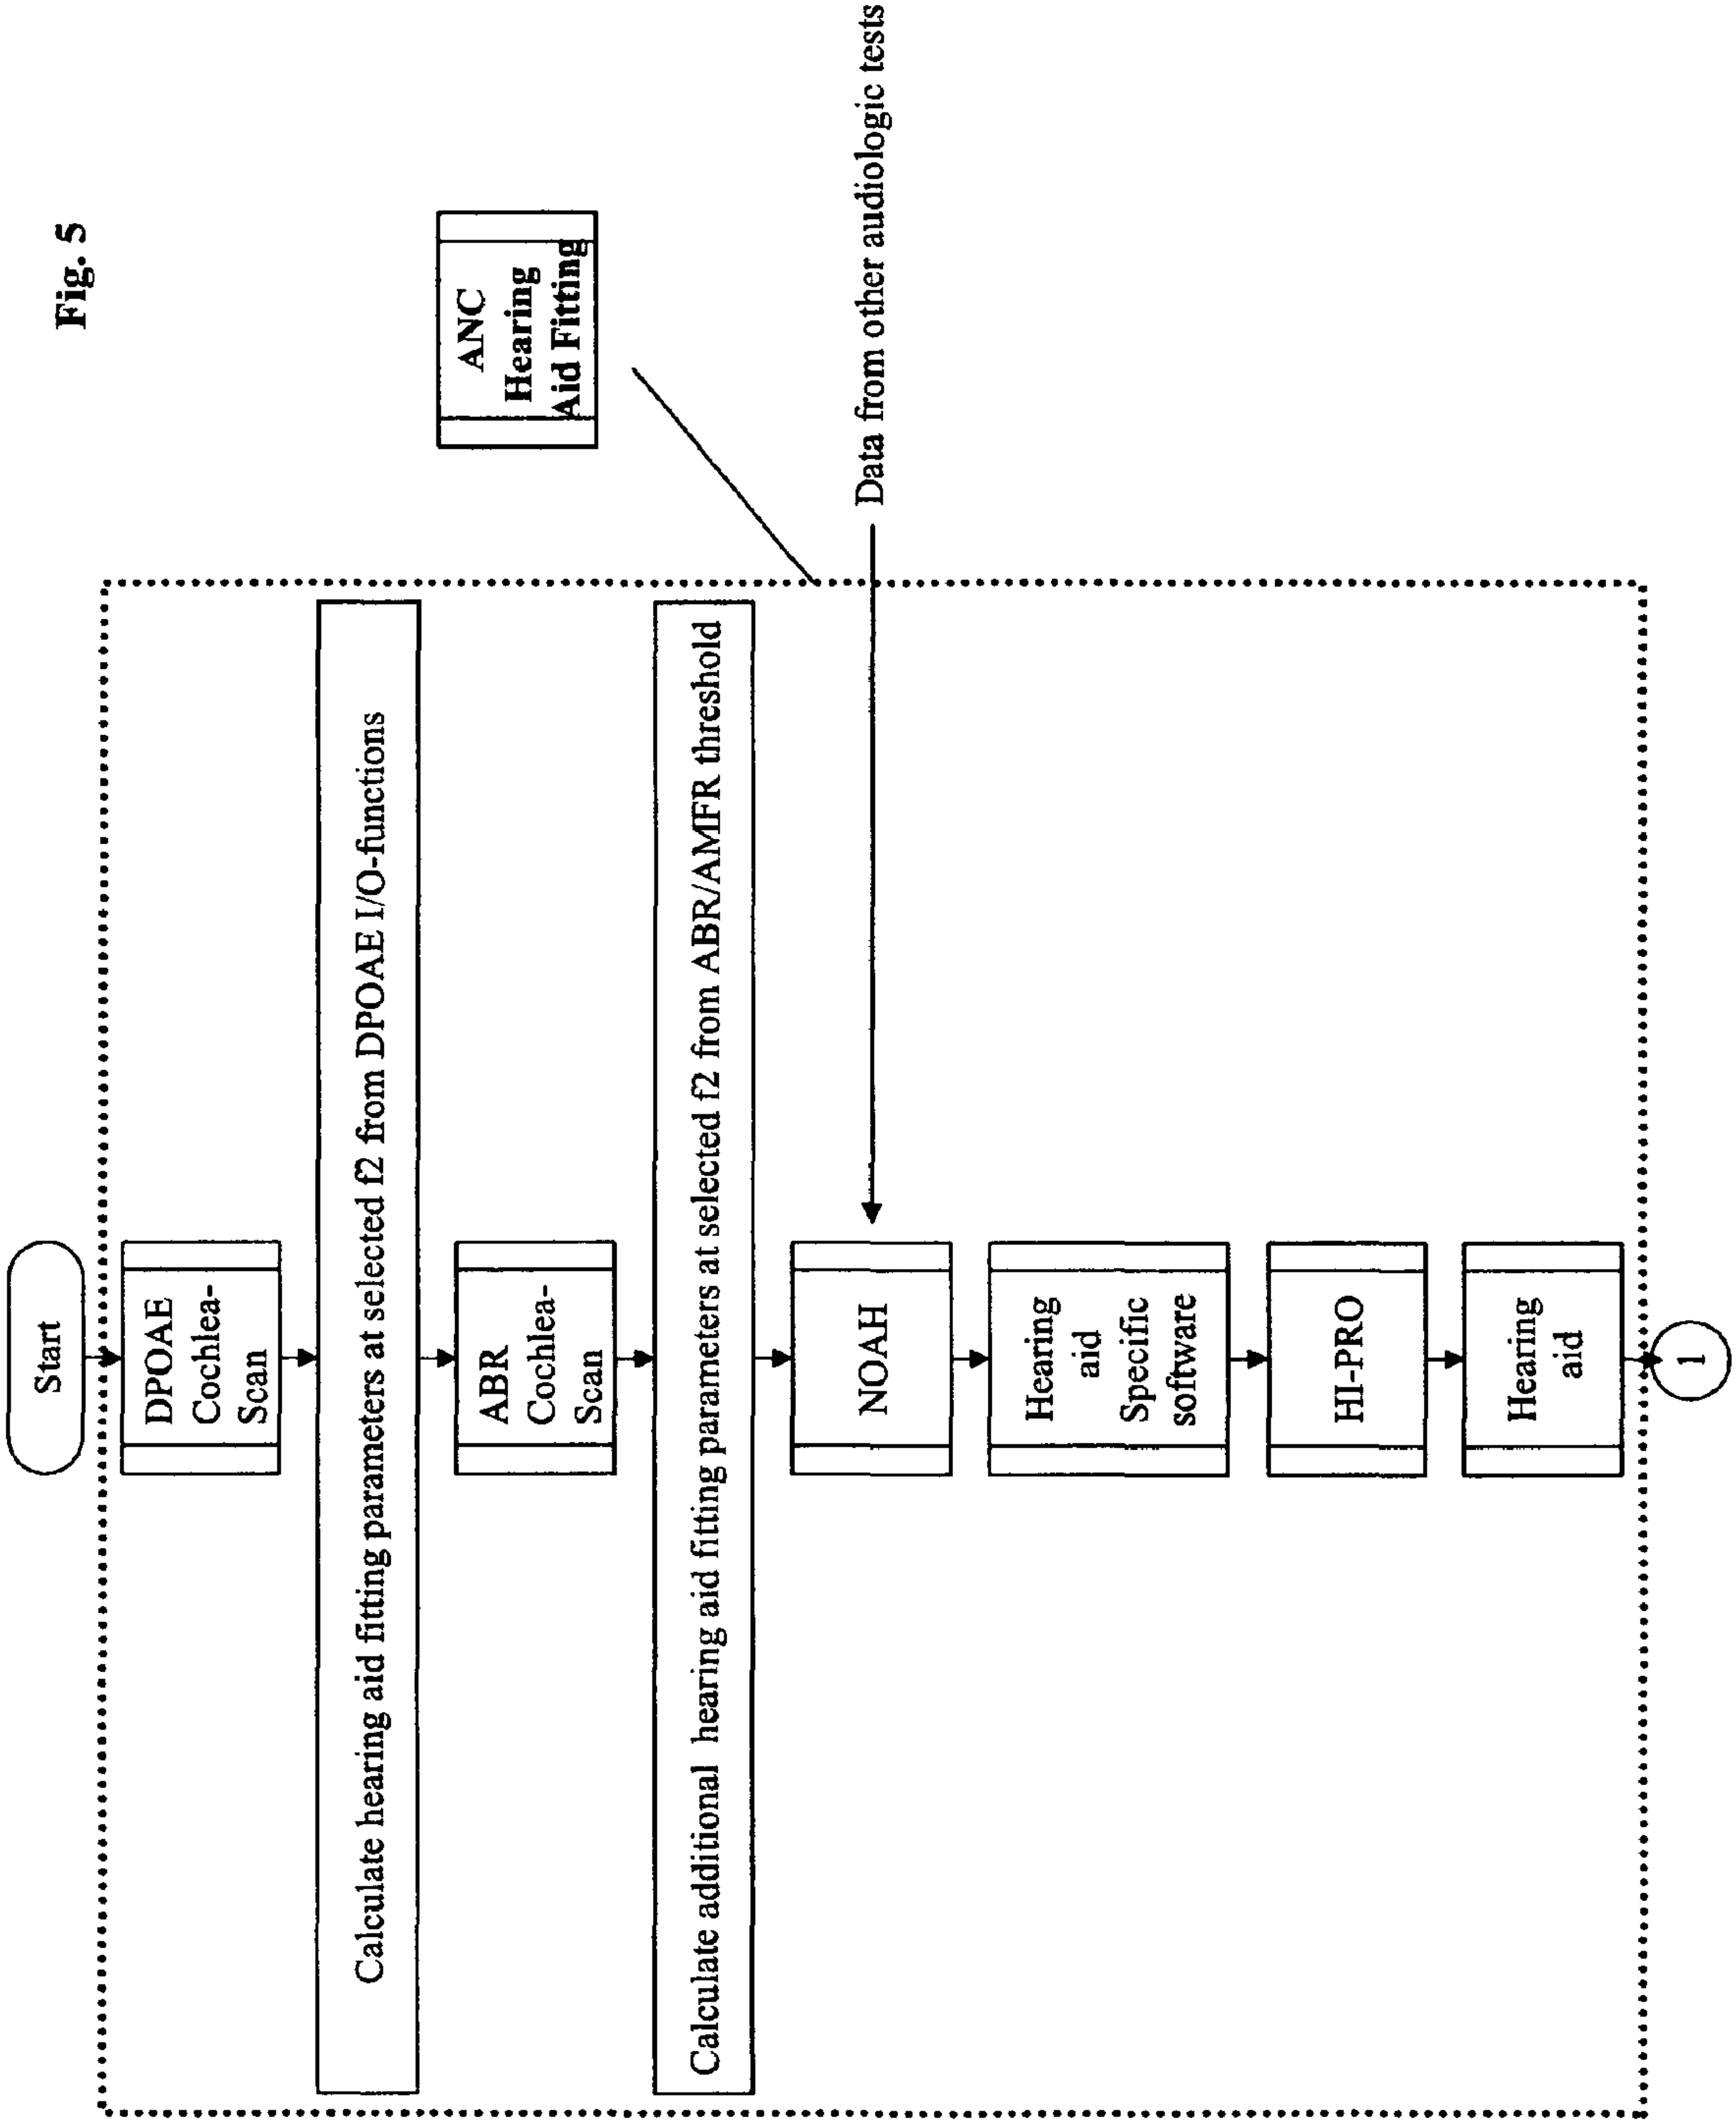 Fig. 5
Start
DPOAE
Cochlea-
Scan
Calculate hearing aid fitting parameters at selected f2 from DPOAE I/O-functions
ANC
Hearing
Aid Fitting
ABR
Cochlea-
Scan
Calculate additional hearing aid fitting parameters at selected f2 from ABR/AMFR threshold
NOAH
Data from other audiologic tests
Hearing
aid
Specific
software
HI-PRO
Hearing
aid
1